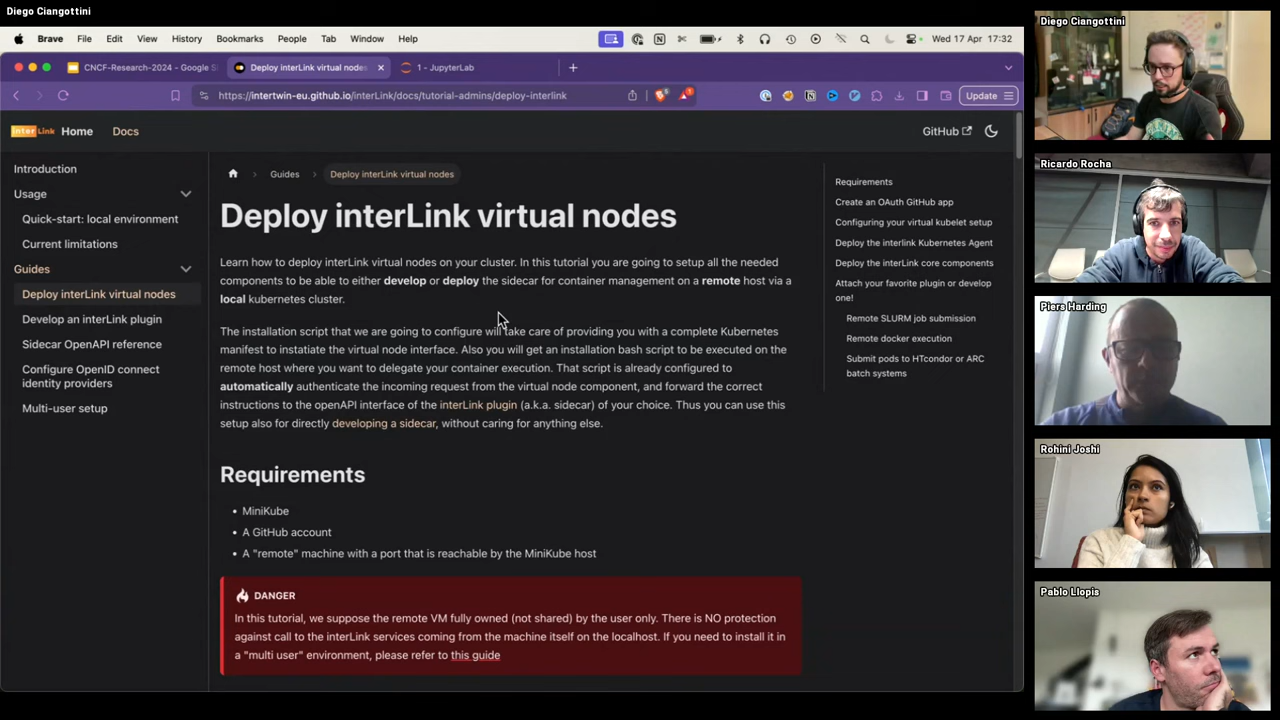 Diego Ciangottini
Brave File Edit View History Bookmarks People Tab Window Help Wed 17 Apr 17:32
CNCF-Research-2024 - Google S
Deploy interLink virtual nodes
1 - JupyterLab
https://intertwin-eu.github.io/interLink/docs/tutorial-admins/deploy-interlink
Update
interLink Home Docs
GitHub
Introduction
Usage
Quick-start: local environment
Current limitations
Guides
Deploy interLink virtual nodes
Develop an interLink plugin
Sidecar OpenAPI reference
Configure OpenID connect
identity providers
Multi-user setup
Guides Deploy interLink virtual nodes
Deploy interLink virtual nodes
Learn how to deploy interLink virtual nodes on your cluster. In this tutorial you are going to setup all the needed
components to be able to either develop or deploy the sidecar for container management on a remote host via a
local kubernetes cluster.
The installation script that we are going to configure will take care of providing you with a complete Kubernetes
manifest to instatiate the virtual node interface. Also you will get an installation bash script to be executed on the
remote host where you want to delegate your container execution. That script is already configured to
automatically authenticate the incoming request from the virtual node component, and forward the correct
instructions to the openAPI interface of the interLink plugin (a.k.a. sidecar) of your choice. Thus you can use this
setup also for directly developing a sidecar, without caring for anything else.
Requirements
MiniKube
A GitHub account
A "remote" machine with a port that is reachable by the MiniKube host
DANGER
In this tutorial, we suppose the remote VM fully owned (not shared) by the user only. There is NO protection
against call to the interLink services coming from the machine itself on the localhost. If you need to install it in
a "multi user" environment, please refer to this guide
Requirements
Create an OAuth GitHub app
Configuring your virtual kubelet setup
Deploy the interlink Kubernetes Agent
Deploy the interLink core components
Attach your favorite plugin or develop
one!
Remote SLURM job submission
Remote docker execution
Submit pods to HTcondor or ARC
batch systems
Diego Ciangottini
Ricardo Rocha
Piers Harding
Rohini Joshi
Pablo Llopis